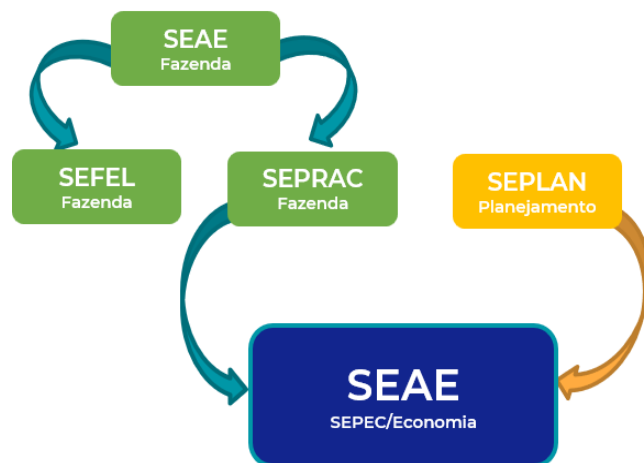 SEAE
Fazenda
SEFEL
Fazenda
SEPRAC
Fazenda
SEPLAN
Planejamento
SEAE
SEPEC/Economia